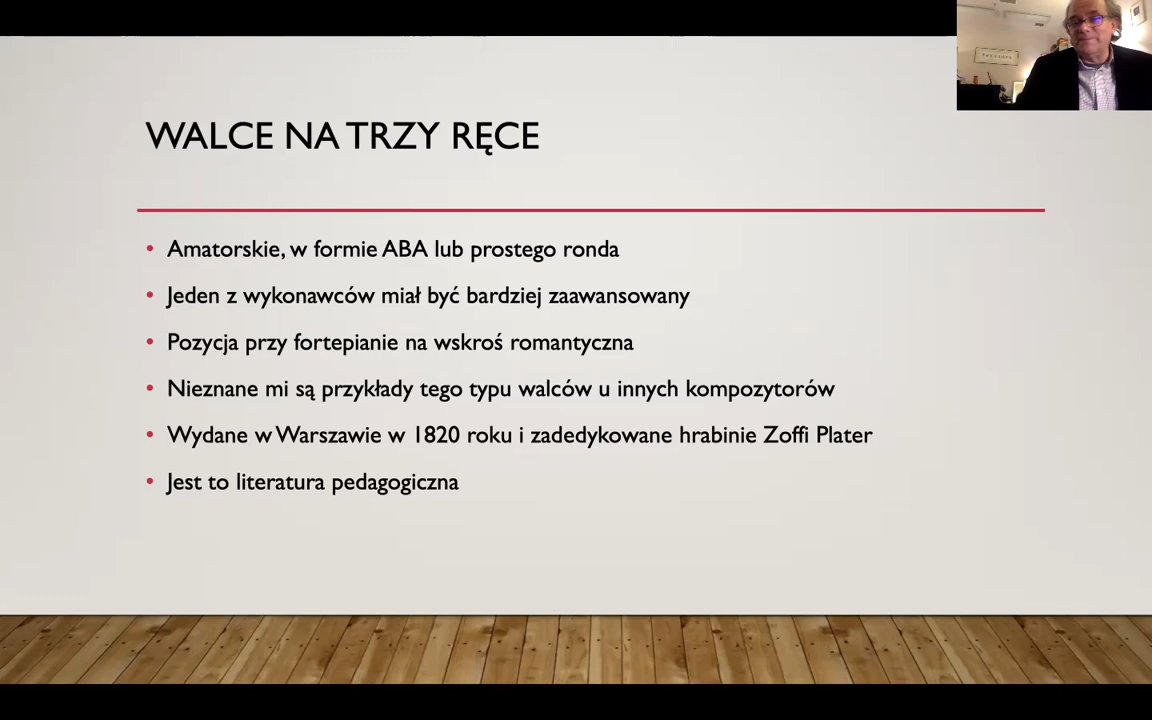 WALCE NA TRZY RĘCE
Amatorskie, w formie ABA lub prostego ronda
Jeden z wykonawców miał być bardziej zaawansowany
Pozycja przy fortepianie na wskroś romantyczna
Nieznane mi są przykłady tego typu walców u innych kompozytorów
Wydane w Warszawie w 1820 roku i zadedykowane hrabinie Zoffi Plater
Jest to literatura pedagogiczna